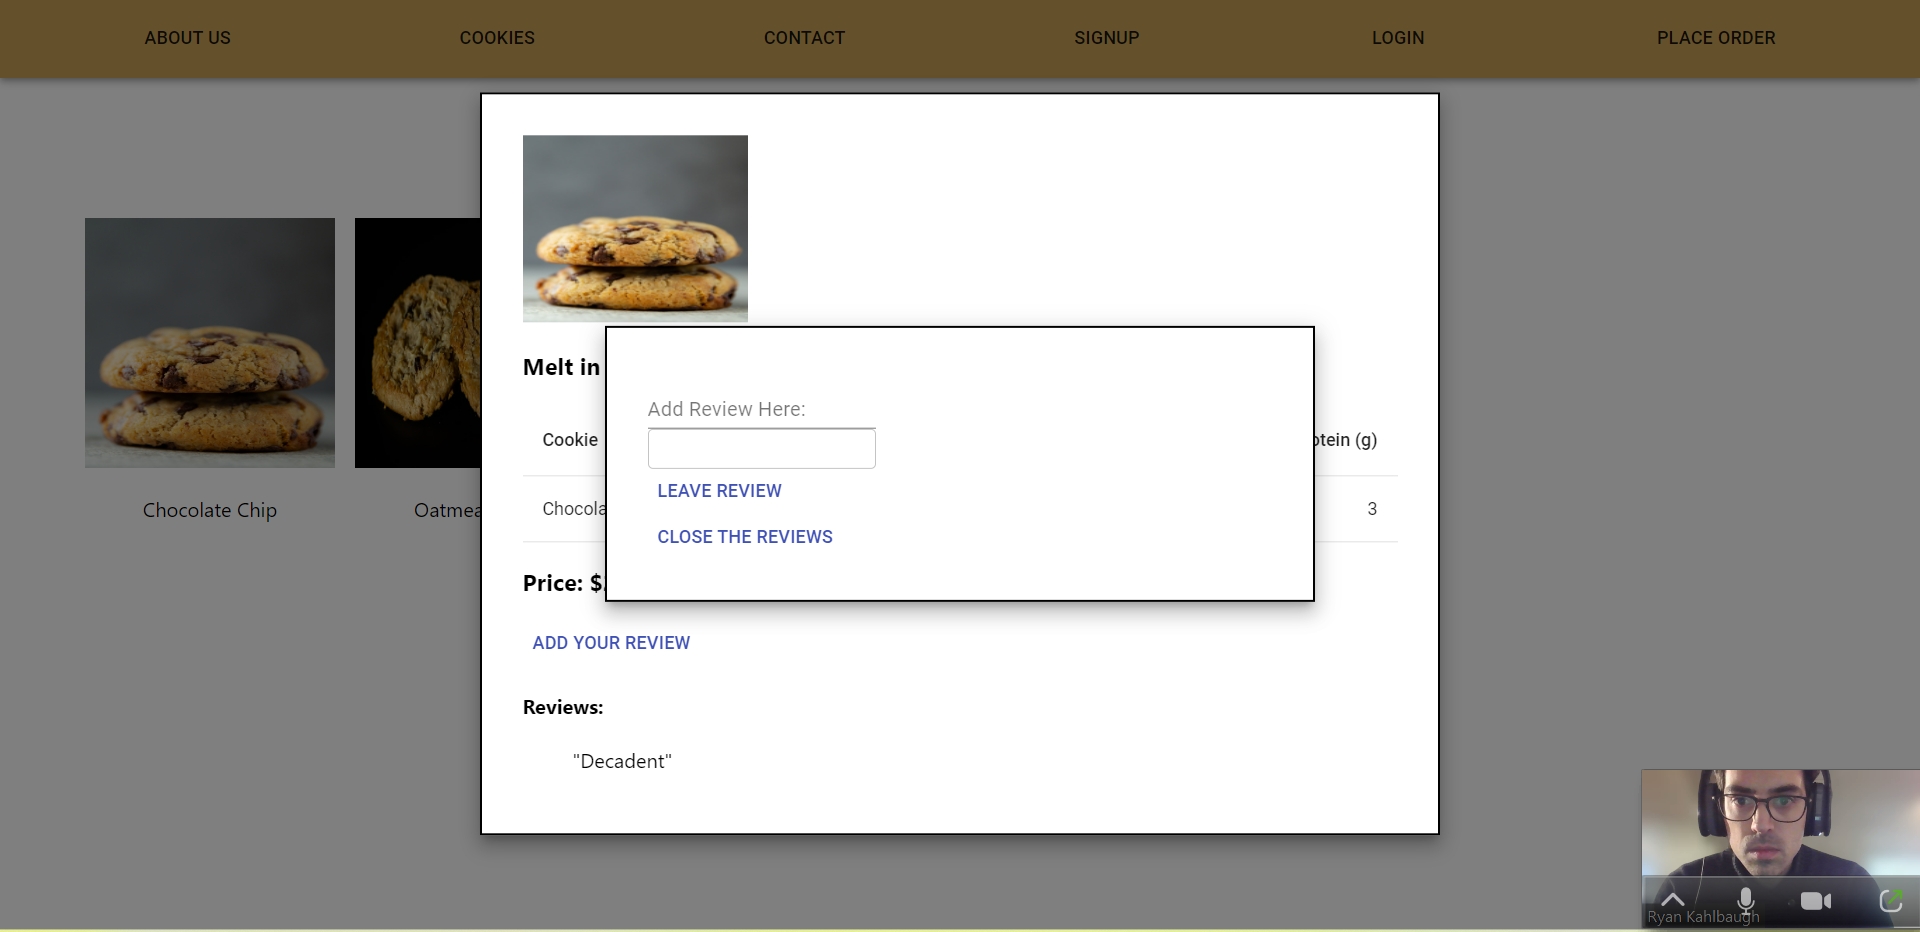 ABOUT US COOKIES CONTACT SIGNUP LOGIN PLACE ORDER
Melt in
Add Review Here:
Cookie otein (g)
LEAVE REVIEW
Chocola 3
CLOSE THE REVIEWS
Chocolate Chip Oatmea
Price: $
ADD YOUR REVIEW
Reviews:
"Decadent"
Ryan Kahlbaugh